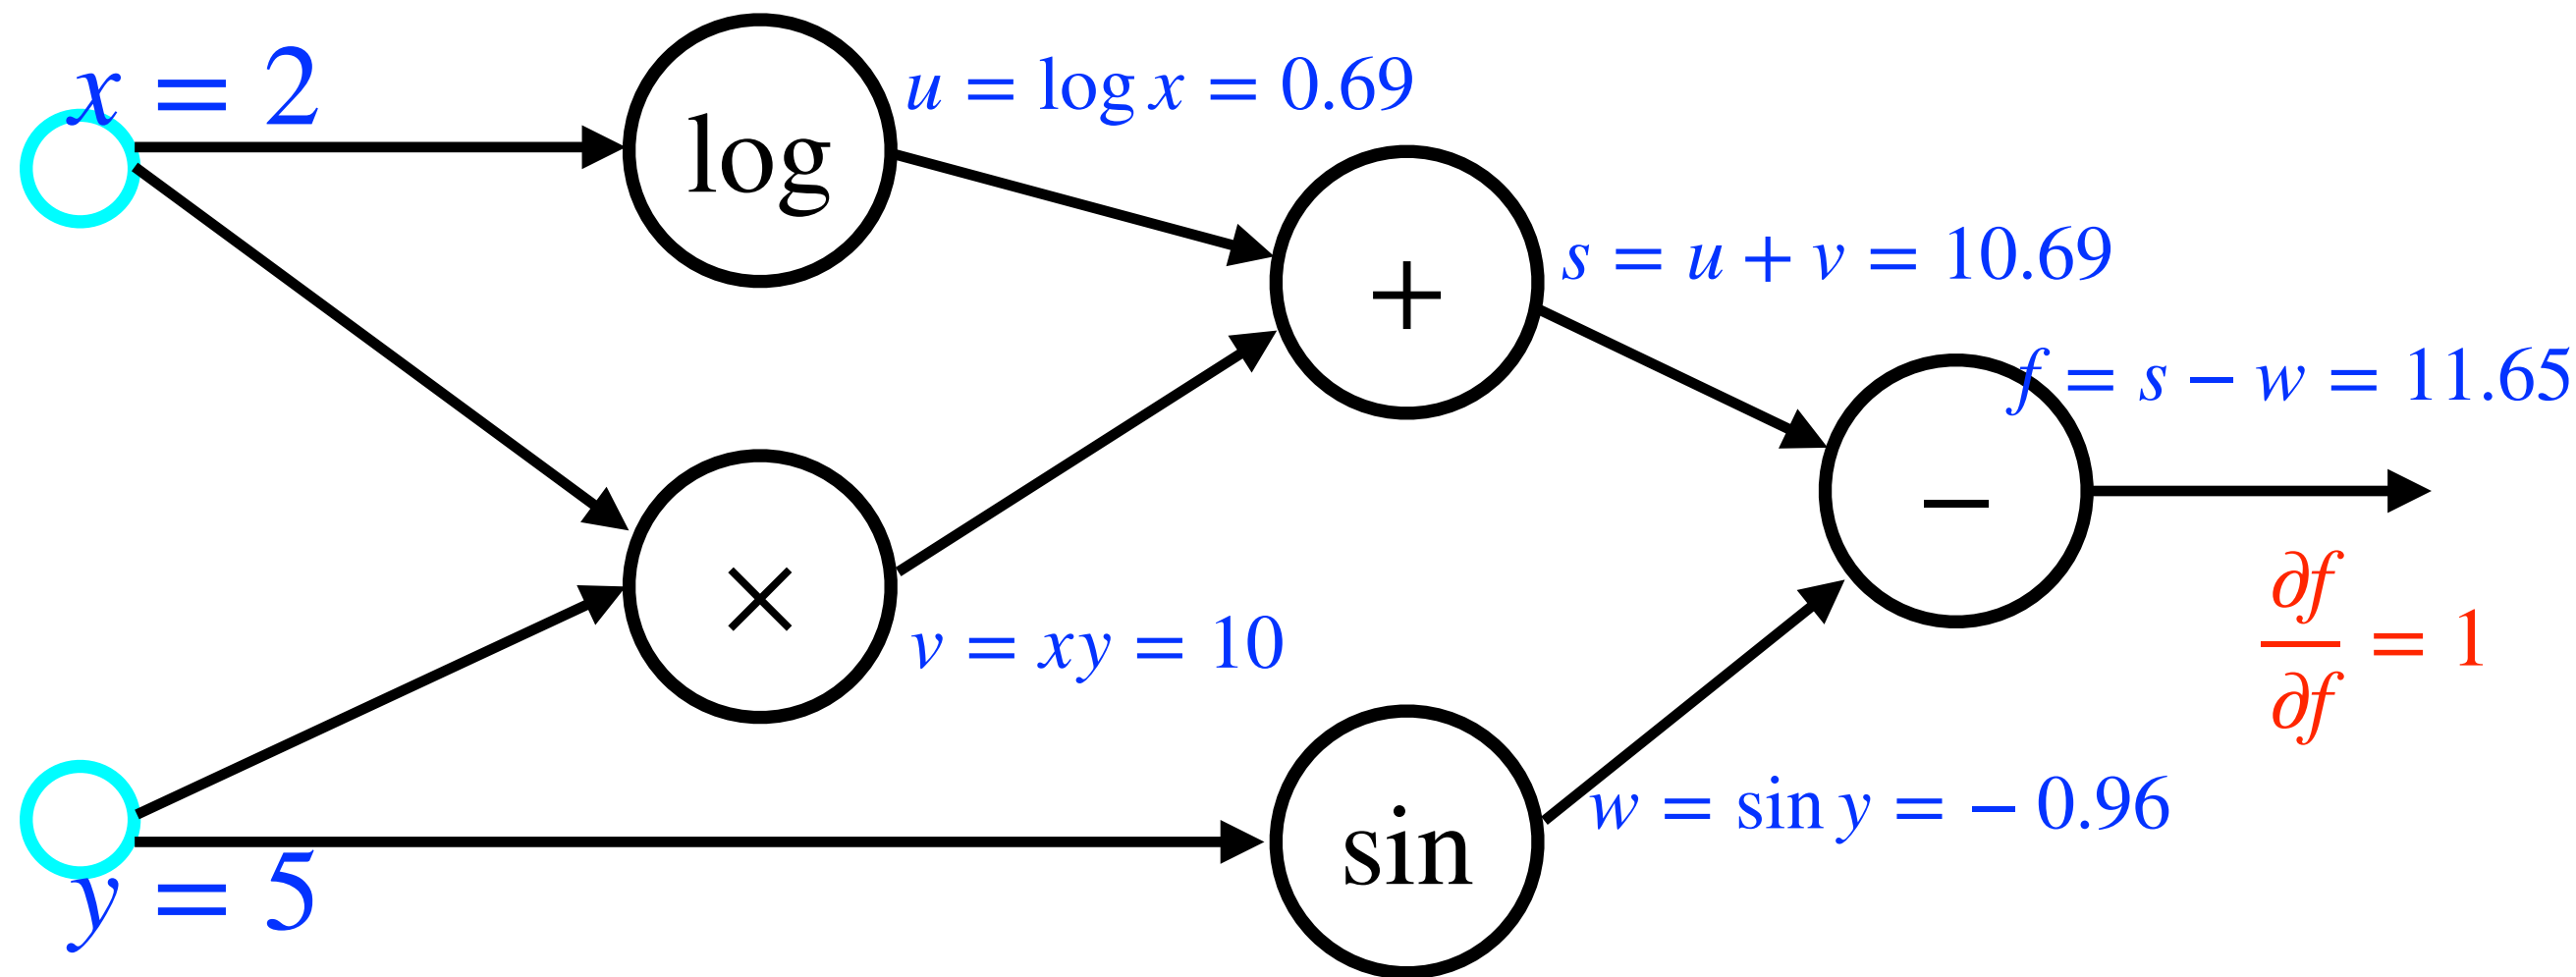 x = 2
log
u = log x = 0.69
+
s = u + v = 10.69
f = s − w = 11.65
−
×
v = xy = 10
∂f/∂f = 1
y = 5
sin
w = sin y = − 0.96